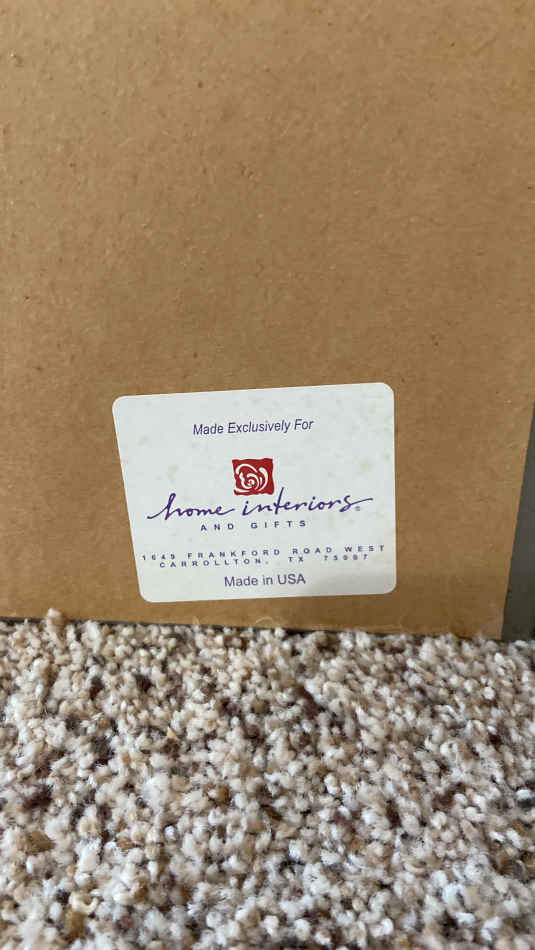 Made Exclusively For
home interiors®
AND GIFTS
1649 FRANKFORD ROAD WEST
CARROLLTON, TX 75007
Made in USA